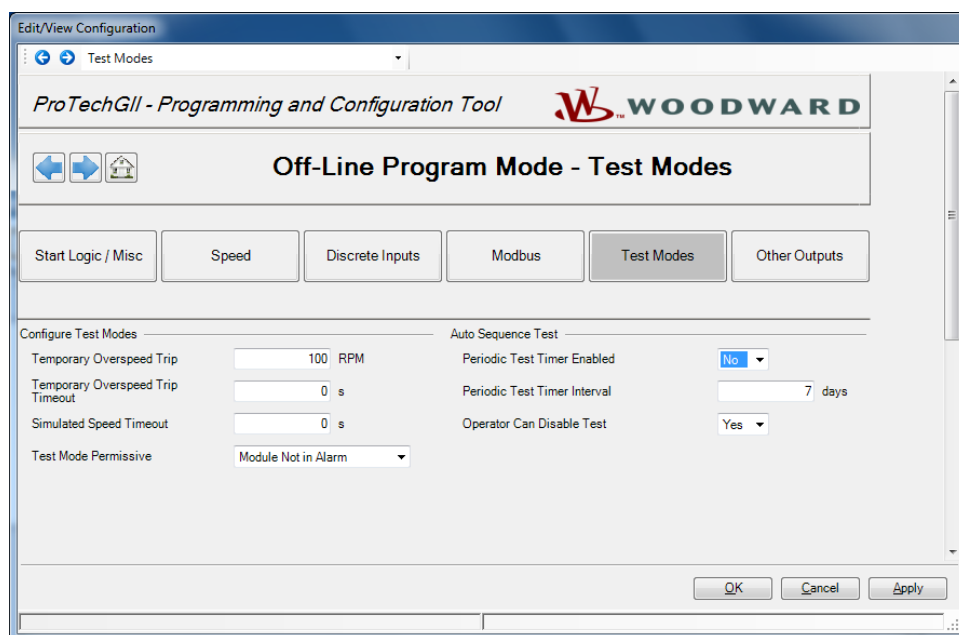 Edit/View Configuration
Test Modes
ProTechGII - Programming and Configuration Tool
WOODWARD
Off-Line Program Mode - Test Modes
Start Logic / Misc
Speed
Discrete Inputs
Modbus
Test Modes
Other Outputs
Configure Test Modes
Temporary Overspeed Trip 100 RPM
Temporary Overspeed Trip
Timeout 0 s
Simulated Speed Timeout 0 s
Test Mode Permissive Module Not in Alarm
Auto Sequence Test
Periodic Test Timer Enabled No
Periodic Test Timer Interval 7 days
Operator Can Disable Test Yes
OK
Cancel
Apply